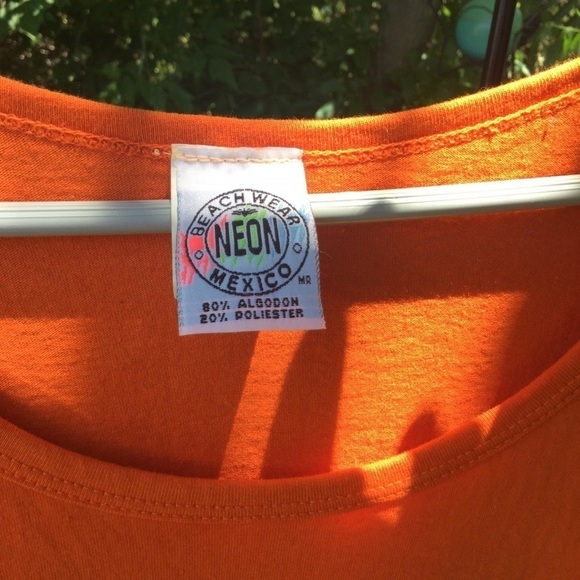 BEACH WEAR
NEON
MEXICO
MR
80% ALGODON
20% POLIESTER